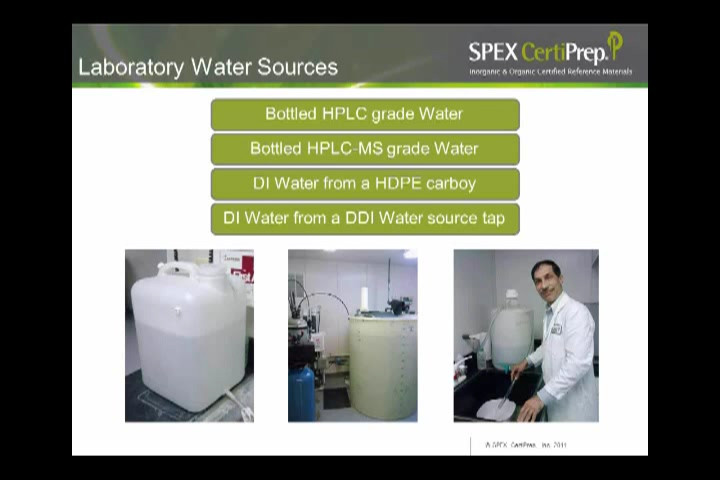 Laboratory Water Sources
SPEX CertiPrep.
Inorganic & Organic Certified Reference Materials
Bottled HPLC grade Water
Bottled HPLC-MS grade Water
DI Water from a HDPE carboy
DI Water from a DDI Water source tap
© SPEX CertiPrep, Inc. 2011